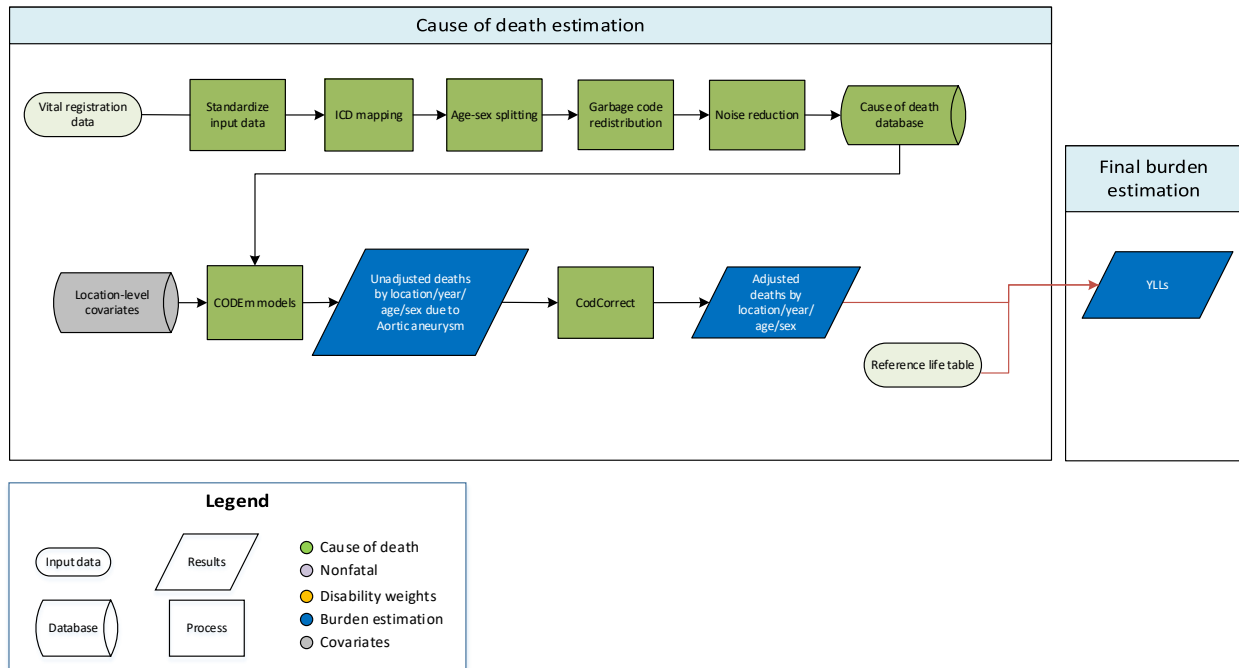 Cause of death estimation
Vital registration
data
Standardize
input data
ICD mapping
Age-sex splitting
Garbage code
redistribution
Noise reduction
Cause of death
database
Final burden
estimation
Location-level
covariates
CODEm models
Unadjusted deaths
by location/year/
age/sex due to
Aortic aneurysm
CodCorrect
Adjusted
deaths by
location/year/
age/sex
Reference life table
YLLs
Legend
Input data
Results
Database
Process
Cause of death
Nonfatal
Disability weights
Burden estimation
Covariates